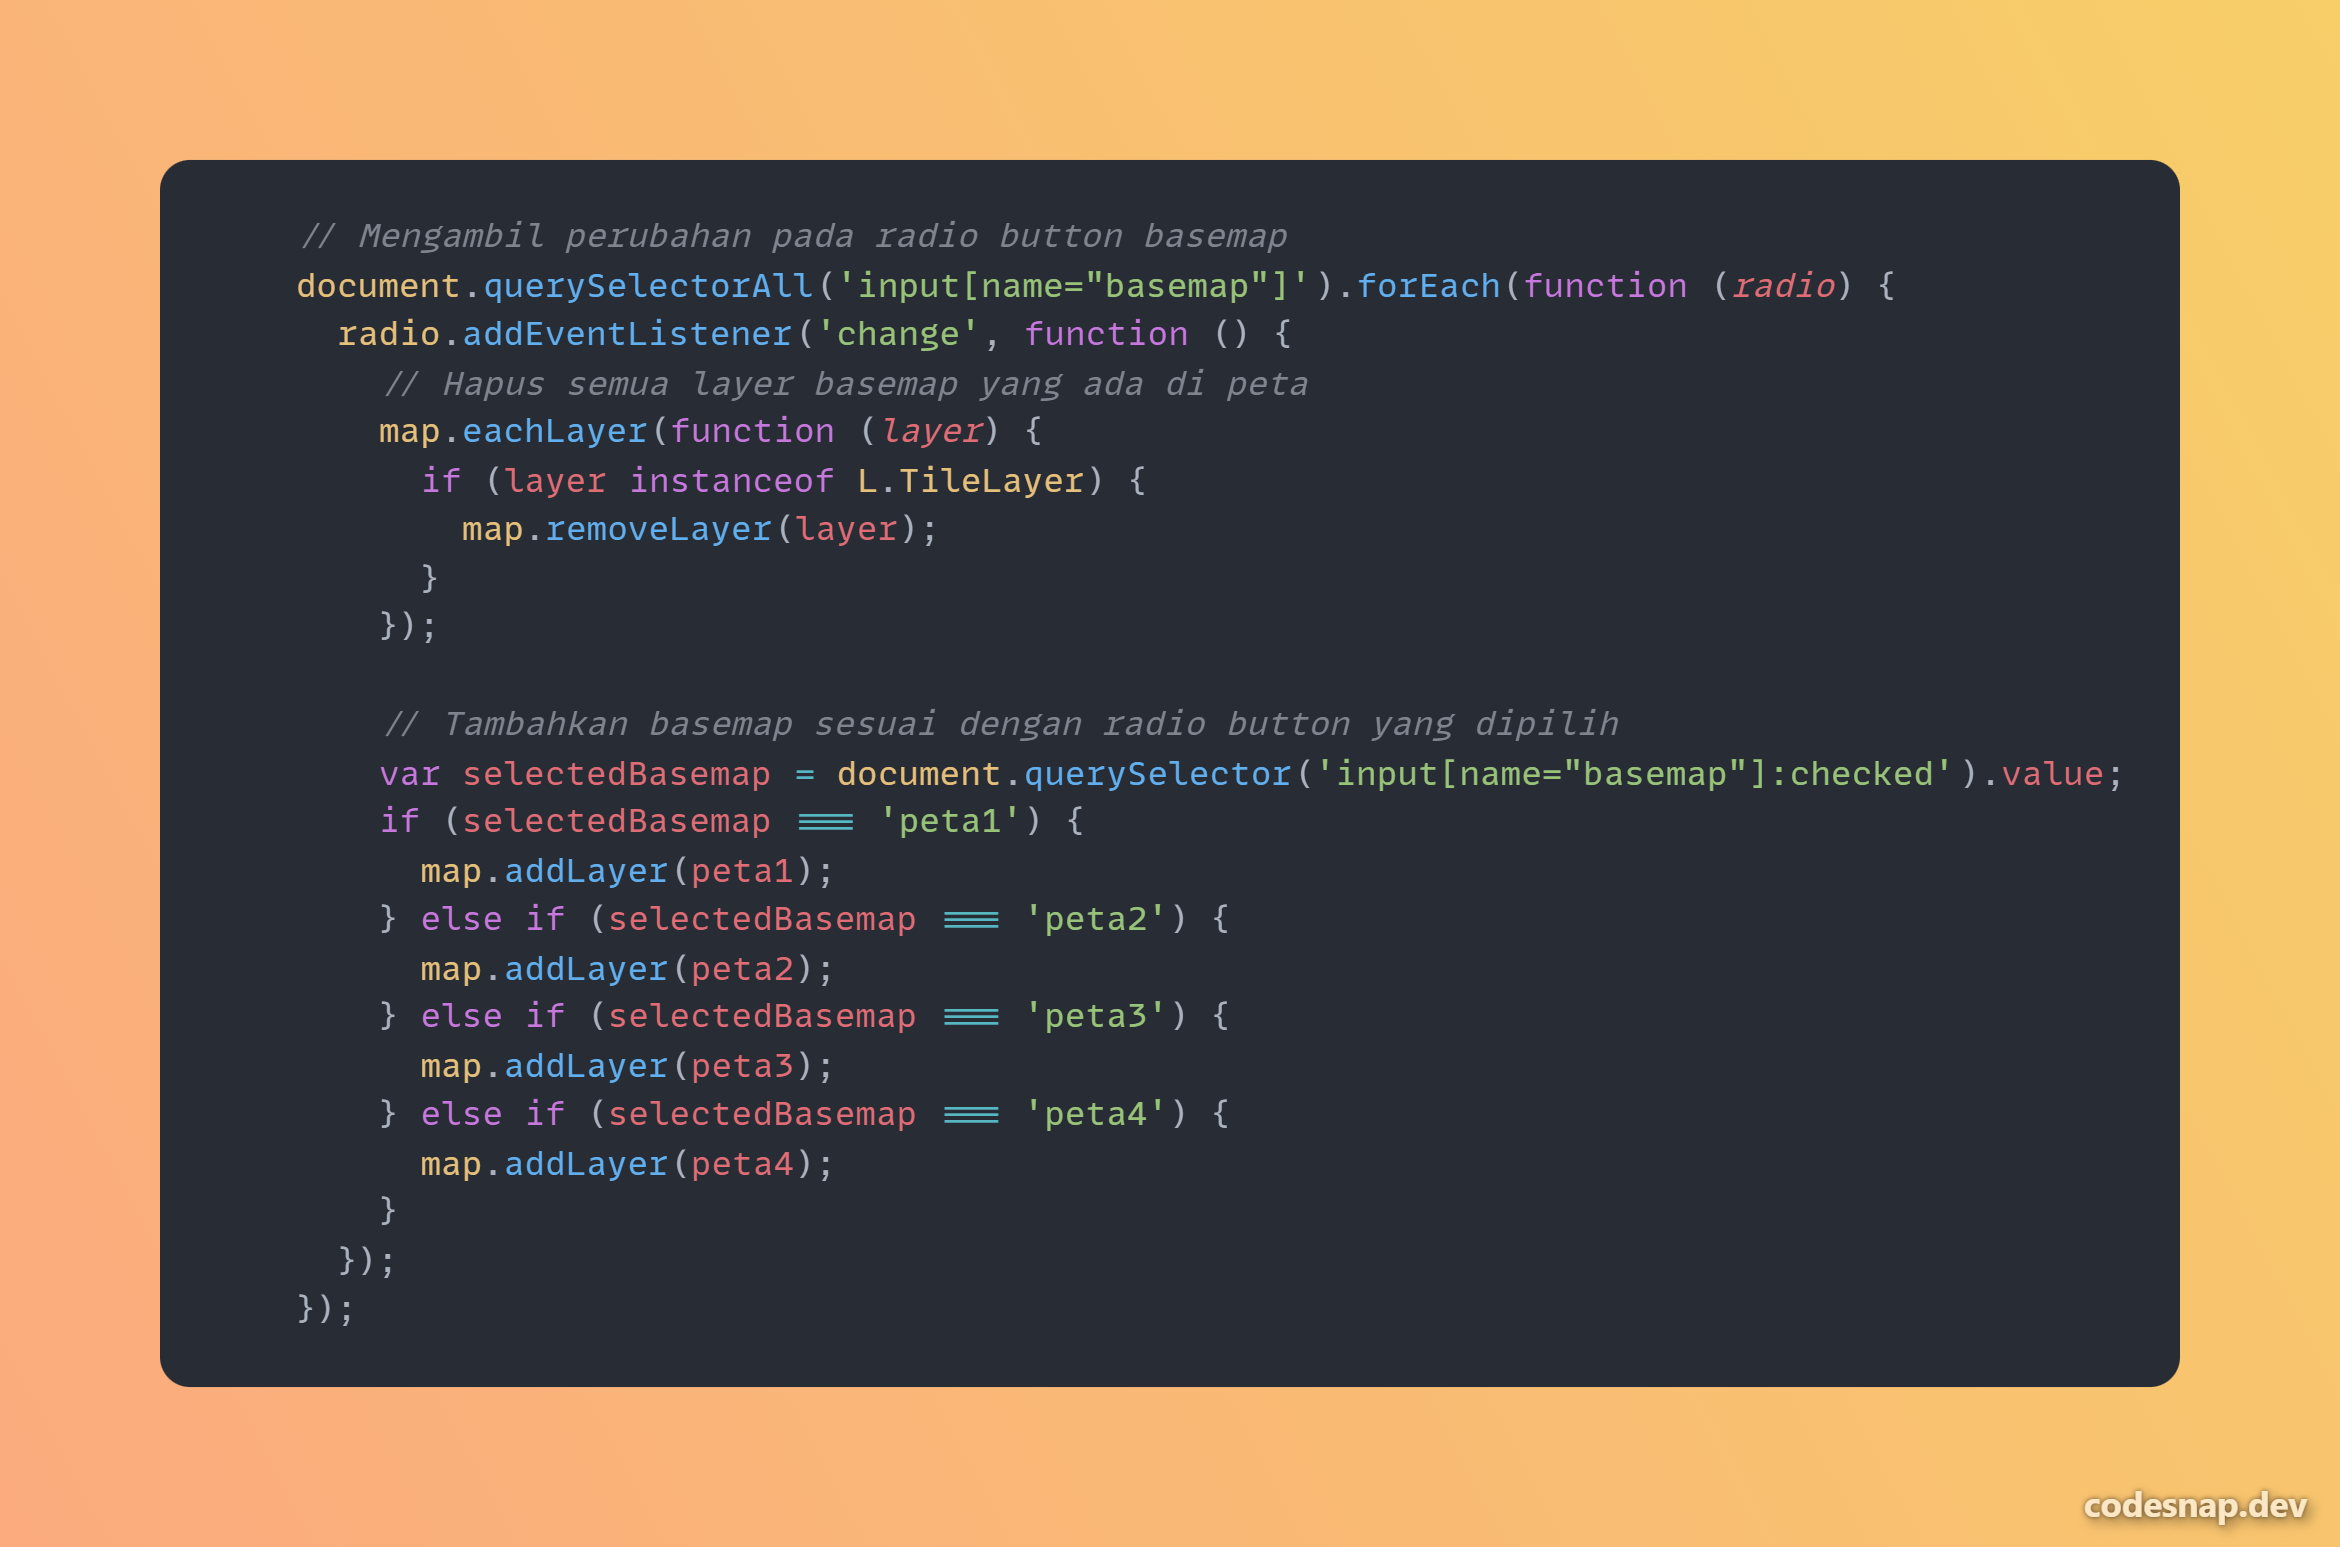 // Mengambil perubahan pada radio button basemap
document.querySelectorAll('input[name="basemap"]').forEach(function (radio) {
  radio.addEventListener('change', function () {
    // Hapus semua layer basemap yang ada di peta
    map.eachLayer(function (layer) {
      if (layer instanceof L.TileLayer) {
        map.removeLayer(layer);
      }
    });

    // Tambahkan basemap sesuai dengan radio button yang dipilih
    var selectedBasemap = document.querySelector('input[name="basemap"]:checked').value;
    if (selectedBasemap === 'peta1') {
      map.addLayer(peta1);
    } else if (selectedBasemap === 'peta2') {
      map.addLayer(peta2);
    } else if (selectedBasemap === 'peta3') {
      map.addLayer(peta3);
    } else if (selectedBasemap === 'peta4') {
      map.addLayer(peta4);
    }
  });
});
codesnap.dev